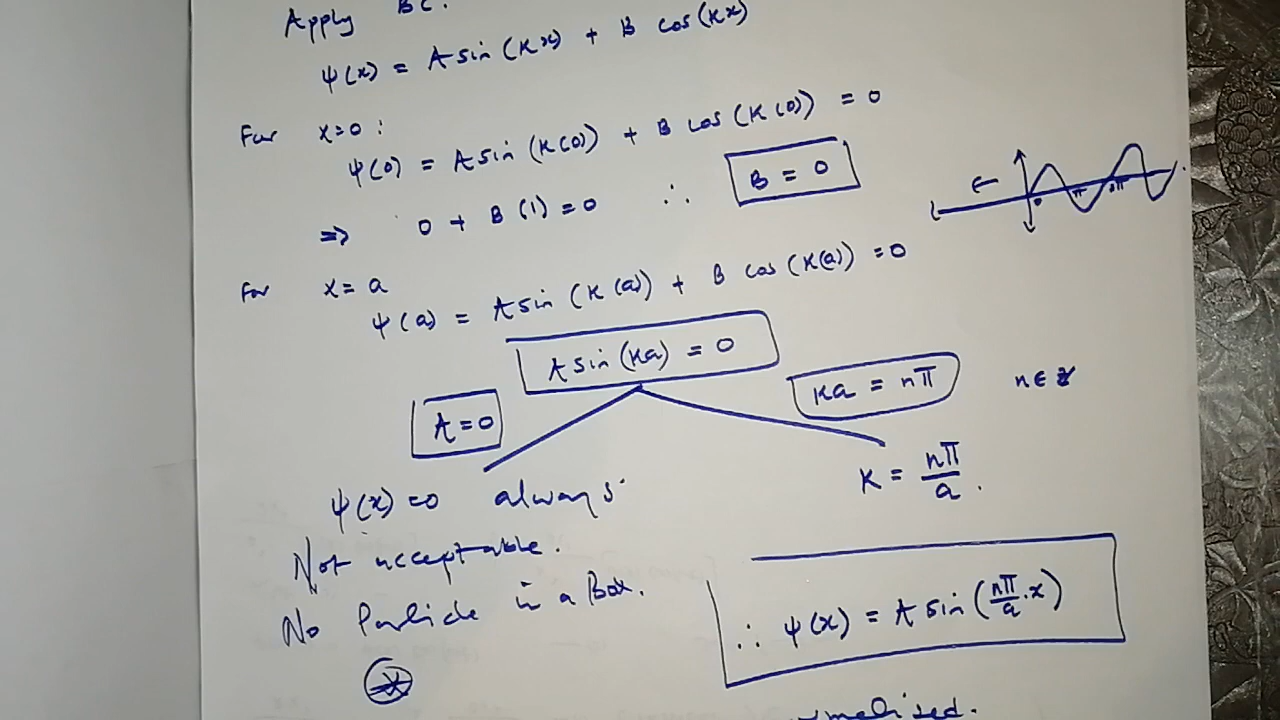 Apply BC.
ψ(x) = A sin (Kx) + B cos (Kx)
For x=0 :
ψ(0) = A sin (K(0)) + B cos (K(0)) = 0
⇒ 0 + B (1) = 0 ∴ B = 0
0 π 2π
For x = a
ψ(a) = A sin (K(a)) + B cos (K(a)) = 0
A sin (Ka) = 0
A = 0
Ka = nπ n ∈ Z
ψ(x) = 0 always
K = nπ/a .
Not acceptable.
No Particle in a Box.
∴ ψ(x) = A sin (nπ/a . x)